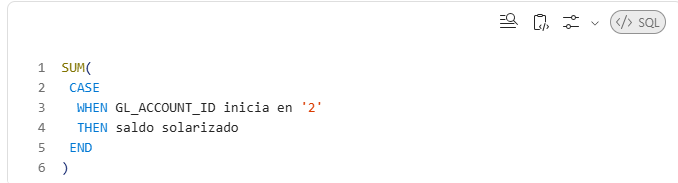 </> SQL
1 SUM(
2 CASE
3 WHEN GL_ACCOUNT_ID inicia en '2'
4 THEN saldo solarizado
5 END
6 )